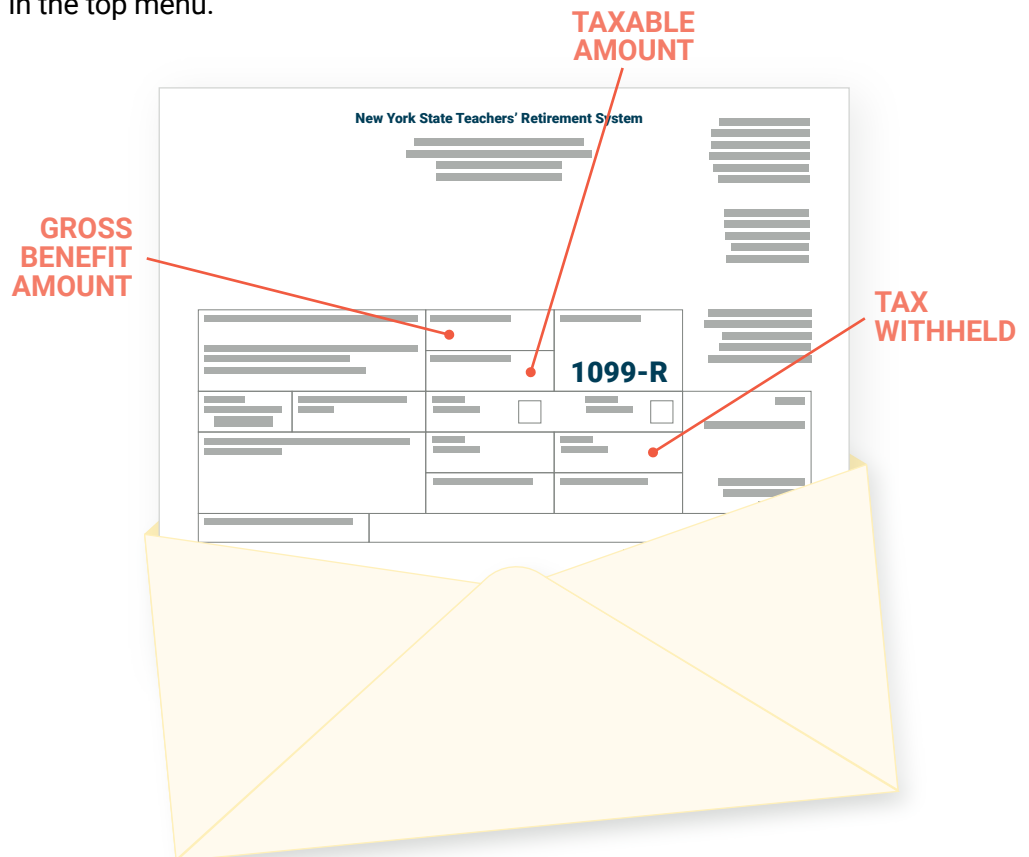 in the top menu.
TAXABLE
AMOUNT
New York State Teachers’ Retirement System
GROSS
BENEFIT
AMOUNT
TAX
WITHHELD
1099-R